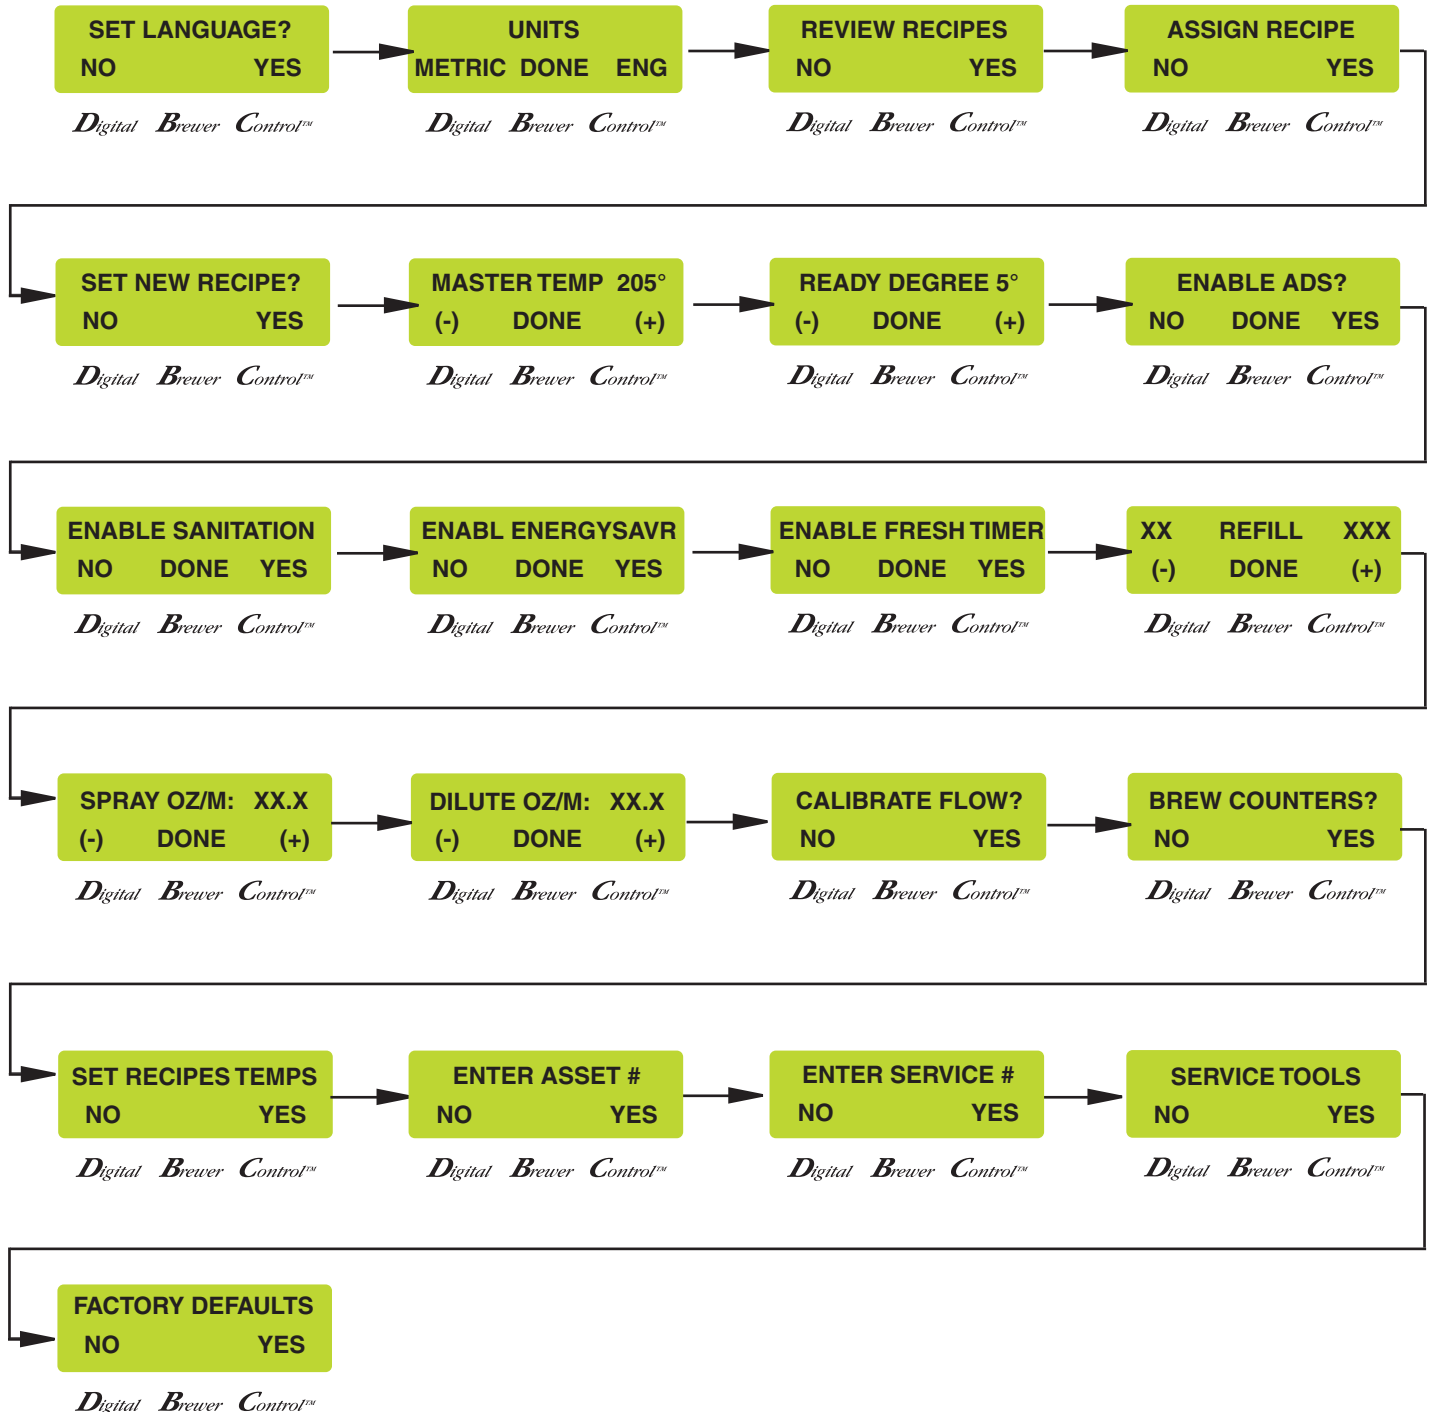 SET LANGUAGE?
NO YES
Digital Brewer Control™
UNITS
METRIC DONE ENG
Digital Brewer Control™
REVIEW RECIPES
NO YES
Digital Brewer Control™
ASSIGN RECIPE
NO YES
Digital Brewer Control™
SET NEW RECIPE?
NO YES
Digital Brewer Control™
MASTER TEMP 205°
(-) DONE (+)
Digital Brewer Control™
READY DEGREE 5°
(-) DONE (+)
Digital Brewer Control™
ENABLE ADS?
NO DONE YES
Digital Brewer Control™
ENABLE SANITATION
NO DONE YES
Digital Brewer Control™
ENABL ENERGYSAVR
NO DONE YES
Digital Brewer Control™
ENABLE FRESH TIMER
NO DONE YES
Digital Brewer Control™
XX REFILL XXX
(-) DONE (+)
Digital Brewer Control™
SPRAY OZ/M: XX.X
(-) DONE (+)
Digital Brewer Control™
DILUTE OZ/M: XX.X
(-) DONE (+)
Digital Brewer Control™
CALIBRATE FLOW?
NO YES
Digital Brewer Control™
BREW COUNTERS?
NO YES
Digital Brewer Control™
SET RECIPES TEMPS
NO YES
Digital Brewer Control™
ENTER ASSET #
NO YES
Digital Brewer Control™
ENTER SERVICE #
NO YES
Digital Brewer Control™
SERVICE TOOLS
NO YES
Digital Brewer Control™
FACTORY DEFAULTS
NO YES
Digital Brewer Control™